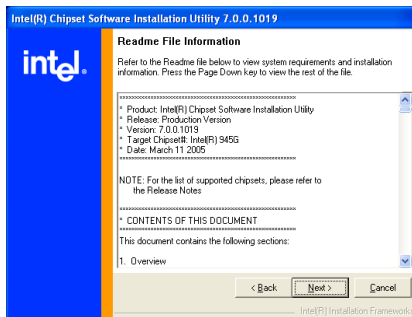 Intel(R) Chipset Software Installation Utility 7.0.0.1019
intel®
Readme File Information
Refer to the Readme file below to view system requirements and installation
information. Press the Page Down key to view the rest of the file.
* Product: Intel(R) Chipset Software Installation Utility
* Release: Production Version
* Version: 7.0.0.1019
* Target Chipset#: Intel(R) 945G
* Date: March 11 2005
NOTE: For the list of supported chipsets, please refer to
the Release Notes
* CONTENTS OF THIS DOCUMENT
This document contains the following sections:
1. Overview
< Back
Next >
Cancel
Intel(R) Installation Framework